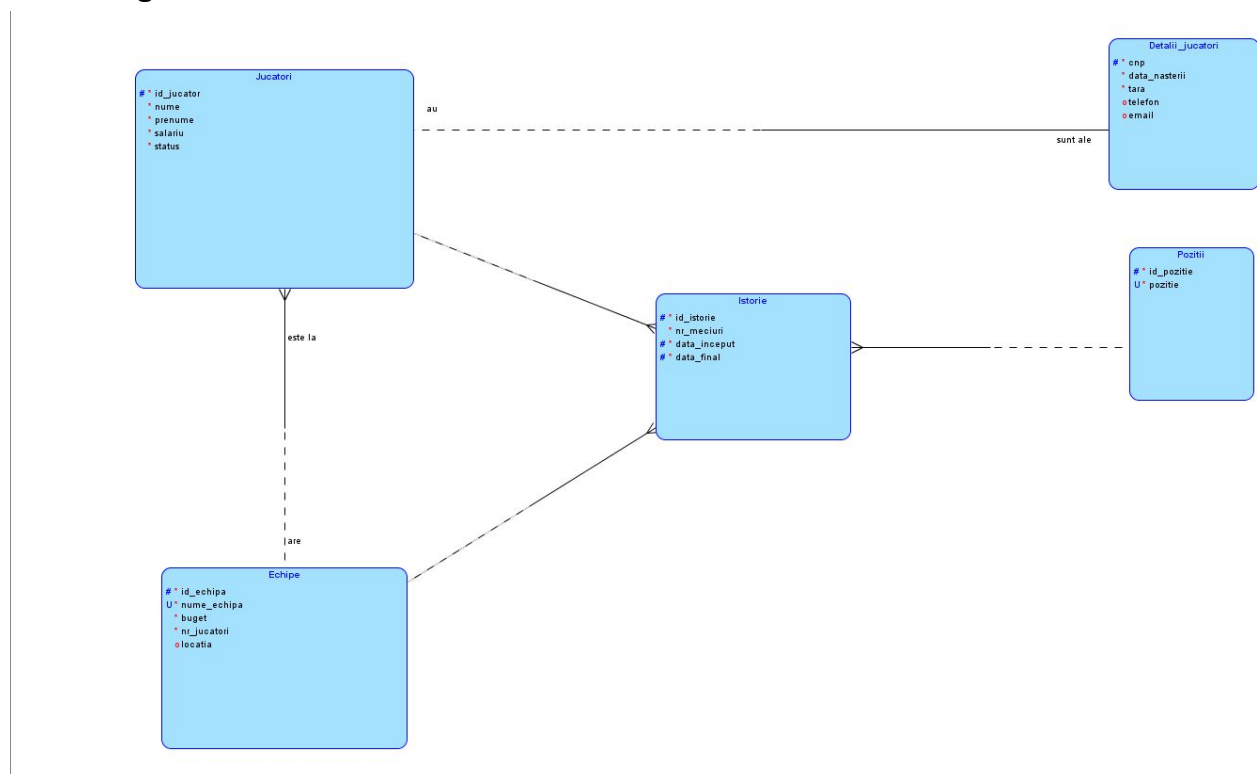 Jucatori
# * id_jucator
* nume
* prenume
* salariu
* status
au
sunt ale
Detalii_jucatori
# * cnp
* data_nasterii
* tara
o telefon
o email
Pozitii
# * id_pozitie
U * pozitie
Istorie
# * id_istorie
* nr_meciuri
# * data_inceput
# * data_final
este la
are
Echipe
# * id_echipa
U * nume_echipa
* buget
* nr_jucatori
o locatia